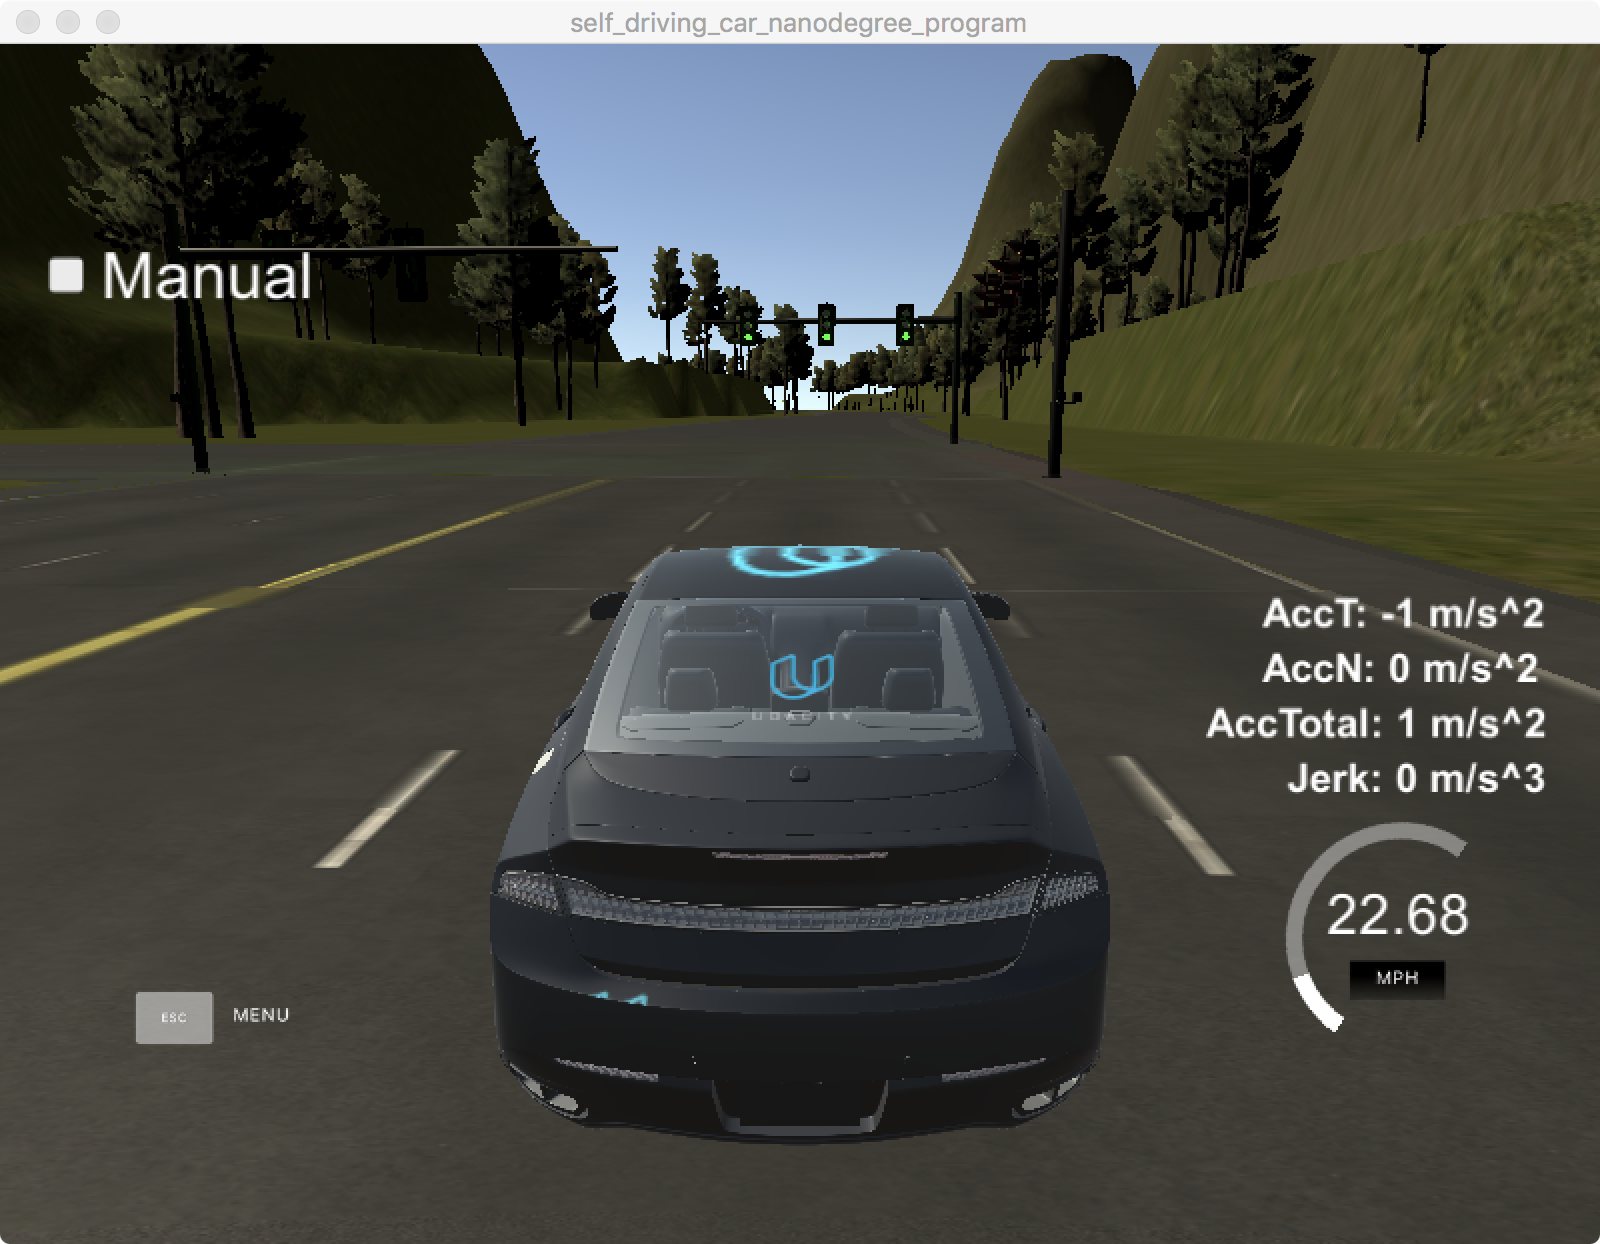 self_driving_car_nanodegree_program
Manual
AccT: -1 m/s^2
AccN: 0 m/s^2
AccTotal: 1 m/s^2
Jerk: 0 m/s^3
22.68
MPH
ESC MENU
UDACITY